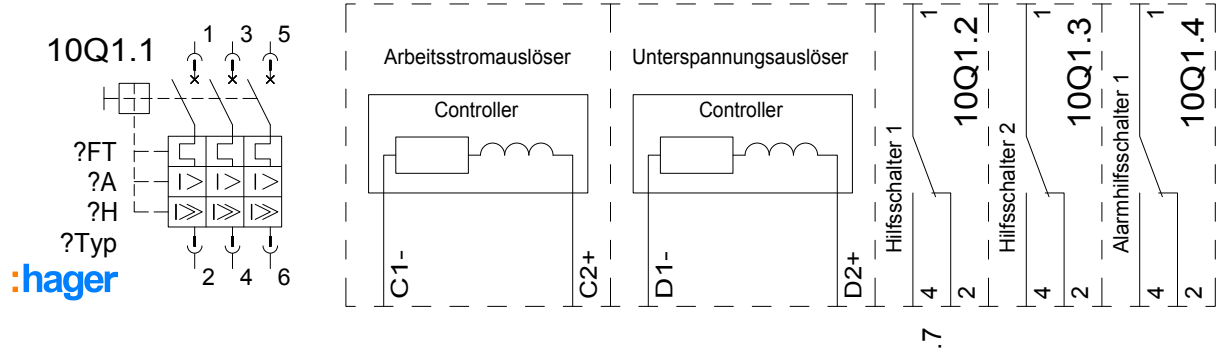 10Q1.1
1 3 5
?FT
?A
?H
?Typ
:hager
2 4 6
Arbeitsstromauslöser
Controller
C1-
C2+
Unterspannungsauslöser
Controller
D1-
D2+
1
10Q1.2
Hilfsschalter 1
4
2
.7
1
10Q1.3
Hilfsschalter 2
4
2
1
10Q1.4
Alarmhilfsschalter 1
4
2